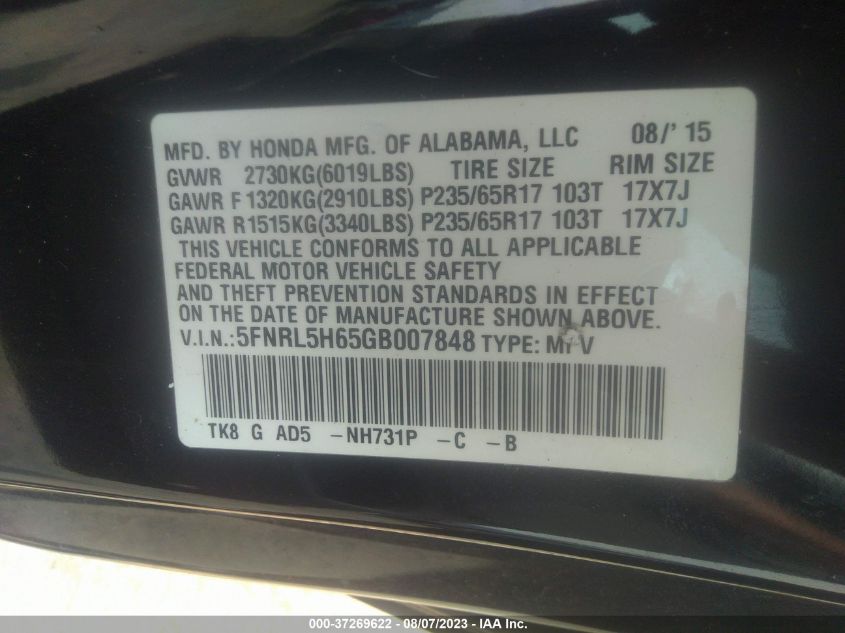 MFD. BY HONDA MFG. OF ALABAMA, LLC 08/' 15
GVWR 2730KG(6019LBS) TIRE SIZE RIM SIZE
GAWR F 1320KG(2910LBS) P235/65R17 103T 17X7J
GAWR R1515KG(3340LBS) P235/65R17 103T 17X7J
THIS VEHICLE CONFORMS TO ALL APPLICABLE
FEDERAL MOTOR VEHICLE SAFETY
AND THEFT PREVENTION STANDARDS IN EFFECT
ON THE DATE OF MANUFACTURE SHOWN ABOVE.
V.I.N.:5FNRL5H65GB007848 TYPE: MPV
TK8 G AD5 -NH731P -C -B
000-37269622 - 08/07/2023 - IAA Inc.